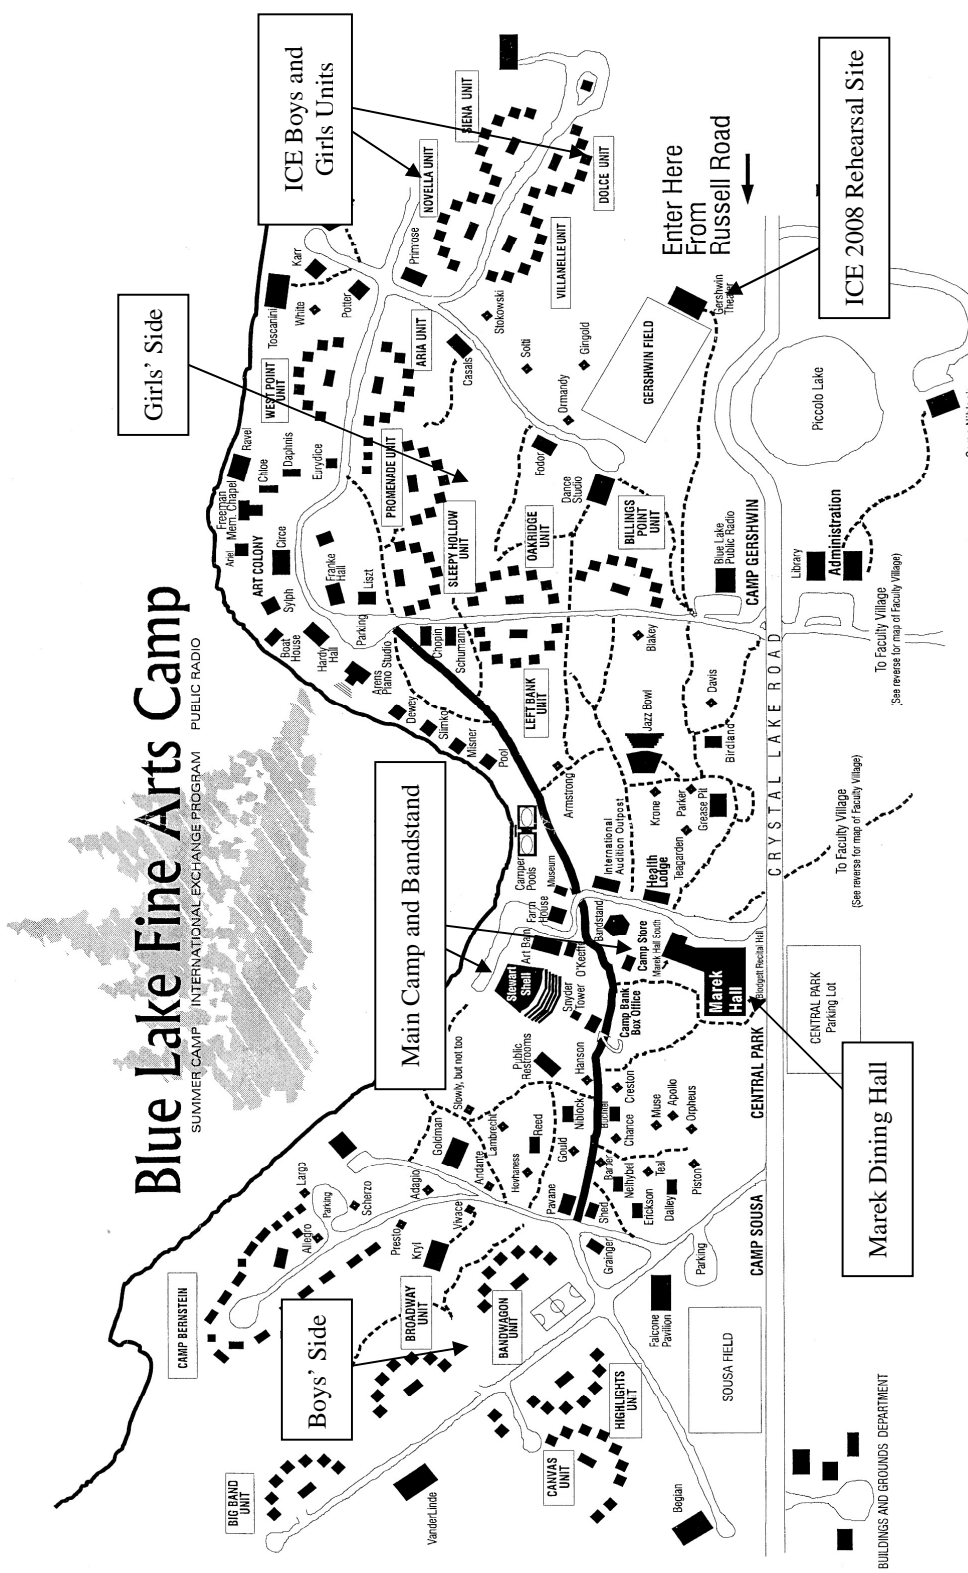 Blue Lake Fine Arts Camp
SUMMER CAMP INTERNATIONAL EXCHANGE PROGRAM PUBLIC RADIO
Girls' Side
ICE Boys and
Girls Units
Boys' Side
Main Camp and Bandstand
Marek Dining Hall
ICE 2008 Rehearsal Site
Enter Here
From
Russell Road
CAMP BERNSTEIN
BIG BAND
UNIT
BROADWAY
UNIT
BANDWAGON
UNIT
CANVAS
UNIT
HIGHLIGHTS
UNIT
VanderLinde
Begian
SOUSA FIELD
Falcone
Pavilion
BUILDINGS AND GROUNDS DEPARTMENT
CAMP SOUSA
Parking
Grainger
Largo
Parking
Allegro
Scherzo
Presto
Kryl
Adagio
Vivace
Goldman
Andante
Slowly, but not too
Lambrecht
Hovhaness
Reed
Pavane
Gould
Niblock
Hanson
Shed
Barber
Buchtel
Creston
Chance
Nelhybel
Erickson
Teal
Dailey
Muse
Apollo
Orpheus
Piston
Public
Restrooms
Stewart
Shell
Snyder
Tower
Art Barn
O'Keeffe
Farm
House
Museum
Camper
Pools
Camp Bank
Box Office
Bandstand
Camp Store
Marek Hall South
Marek
Hall
Blodgett Recital Hall
CENTRAL PARK
CENTRAL PARK
Parking Lot
International
Audition Outpost
Health
Lodge
Teagarden
Krone
Parker
Grease Pit
Armstrong
Jazz Bowl
Birdland
Davis
Blakey
Pool
Misner
Slimko
Dewey
Arens
Piano Studio
Parking
Hardy
Hall
Boat
House
Sylph
Chopin
Schumann
LEFT BANK
UNIT
ART COLONY
Ariel
Circe
Freeman
Mem. Chapel
Ravel
Chloe
Daphnis
Eurydice
Franke
Hall
Liszt
SLEEPY HOLLOW
UNIT
PROMENADE UNIT
OAKRIDGE
UNIT
BILLINGS
POINT
UNIT
Dance
Studio
Fodor
Ormandy
Gingold
Solti
Stokowski
Casals
ARIA UNIT
WEST POINT
UNIT
Toscanini
White
Karr
Potter
Primrose
NOVELLA UNIT
SIENA UNIT
VILLANELLE UNIT
DOLCE UNIT
GERSHWIN FIELD
Gershwin
Theater
Blue Lake
Public Radio
CAMP GERSHWIN
CRYSTAL LAKE ROAD
Library
Administration
Piccolo Lake
To Faculty Village
(See reverse for map of Faculty Village)
To Faculty Village
(See reverse for map of Faculty Village)